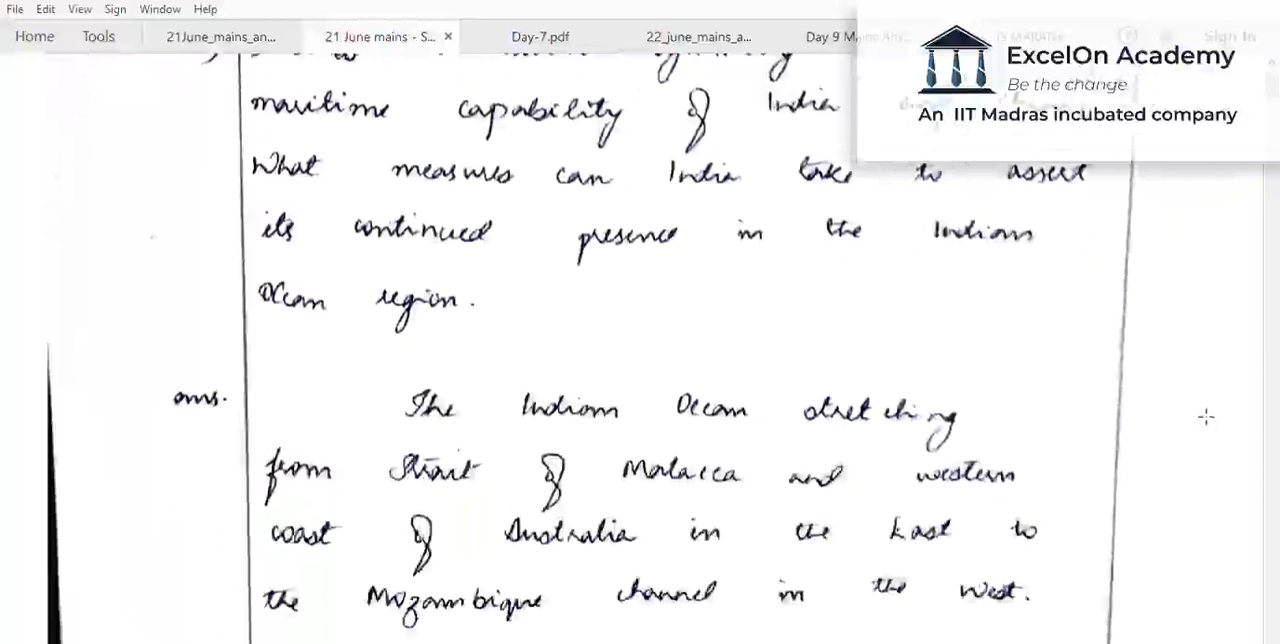 File Edit View Sign Window Help
Home Tools 21June_mains_an... 21 June mains - S... × Day-7.pdf 22_june_mains_a... Day 9 M Sign In
ExcelOn Academy
Be the change
An IIT Madras incubated company
maritime capability of India
What measures can India take to assert
its continued presence in the Indian
Ocean region.
ans. The Indian Ocean stretching
from Strait of Malacca and western
coast of Australia in the East to
the Mozambique channel in the West.